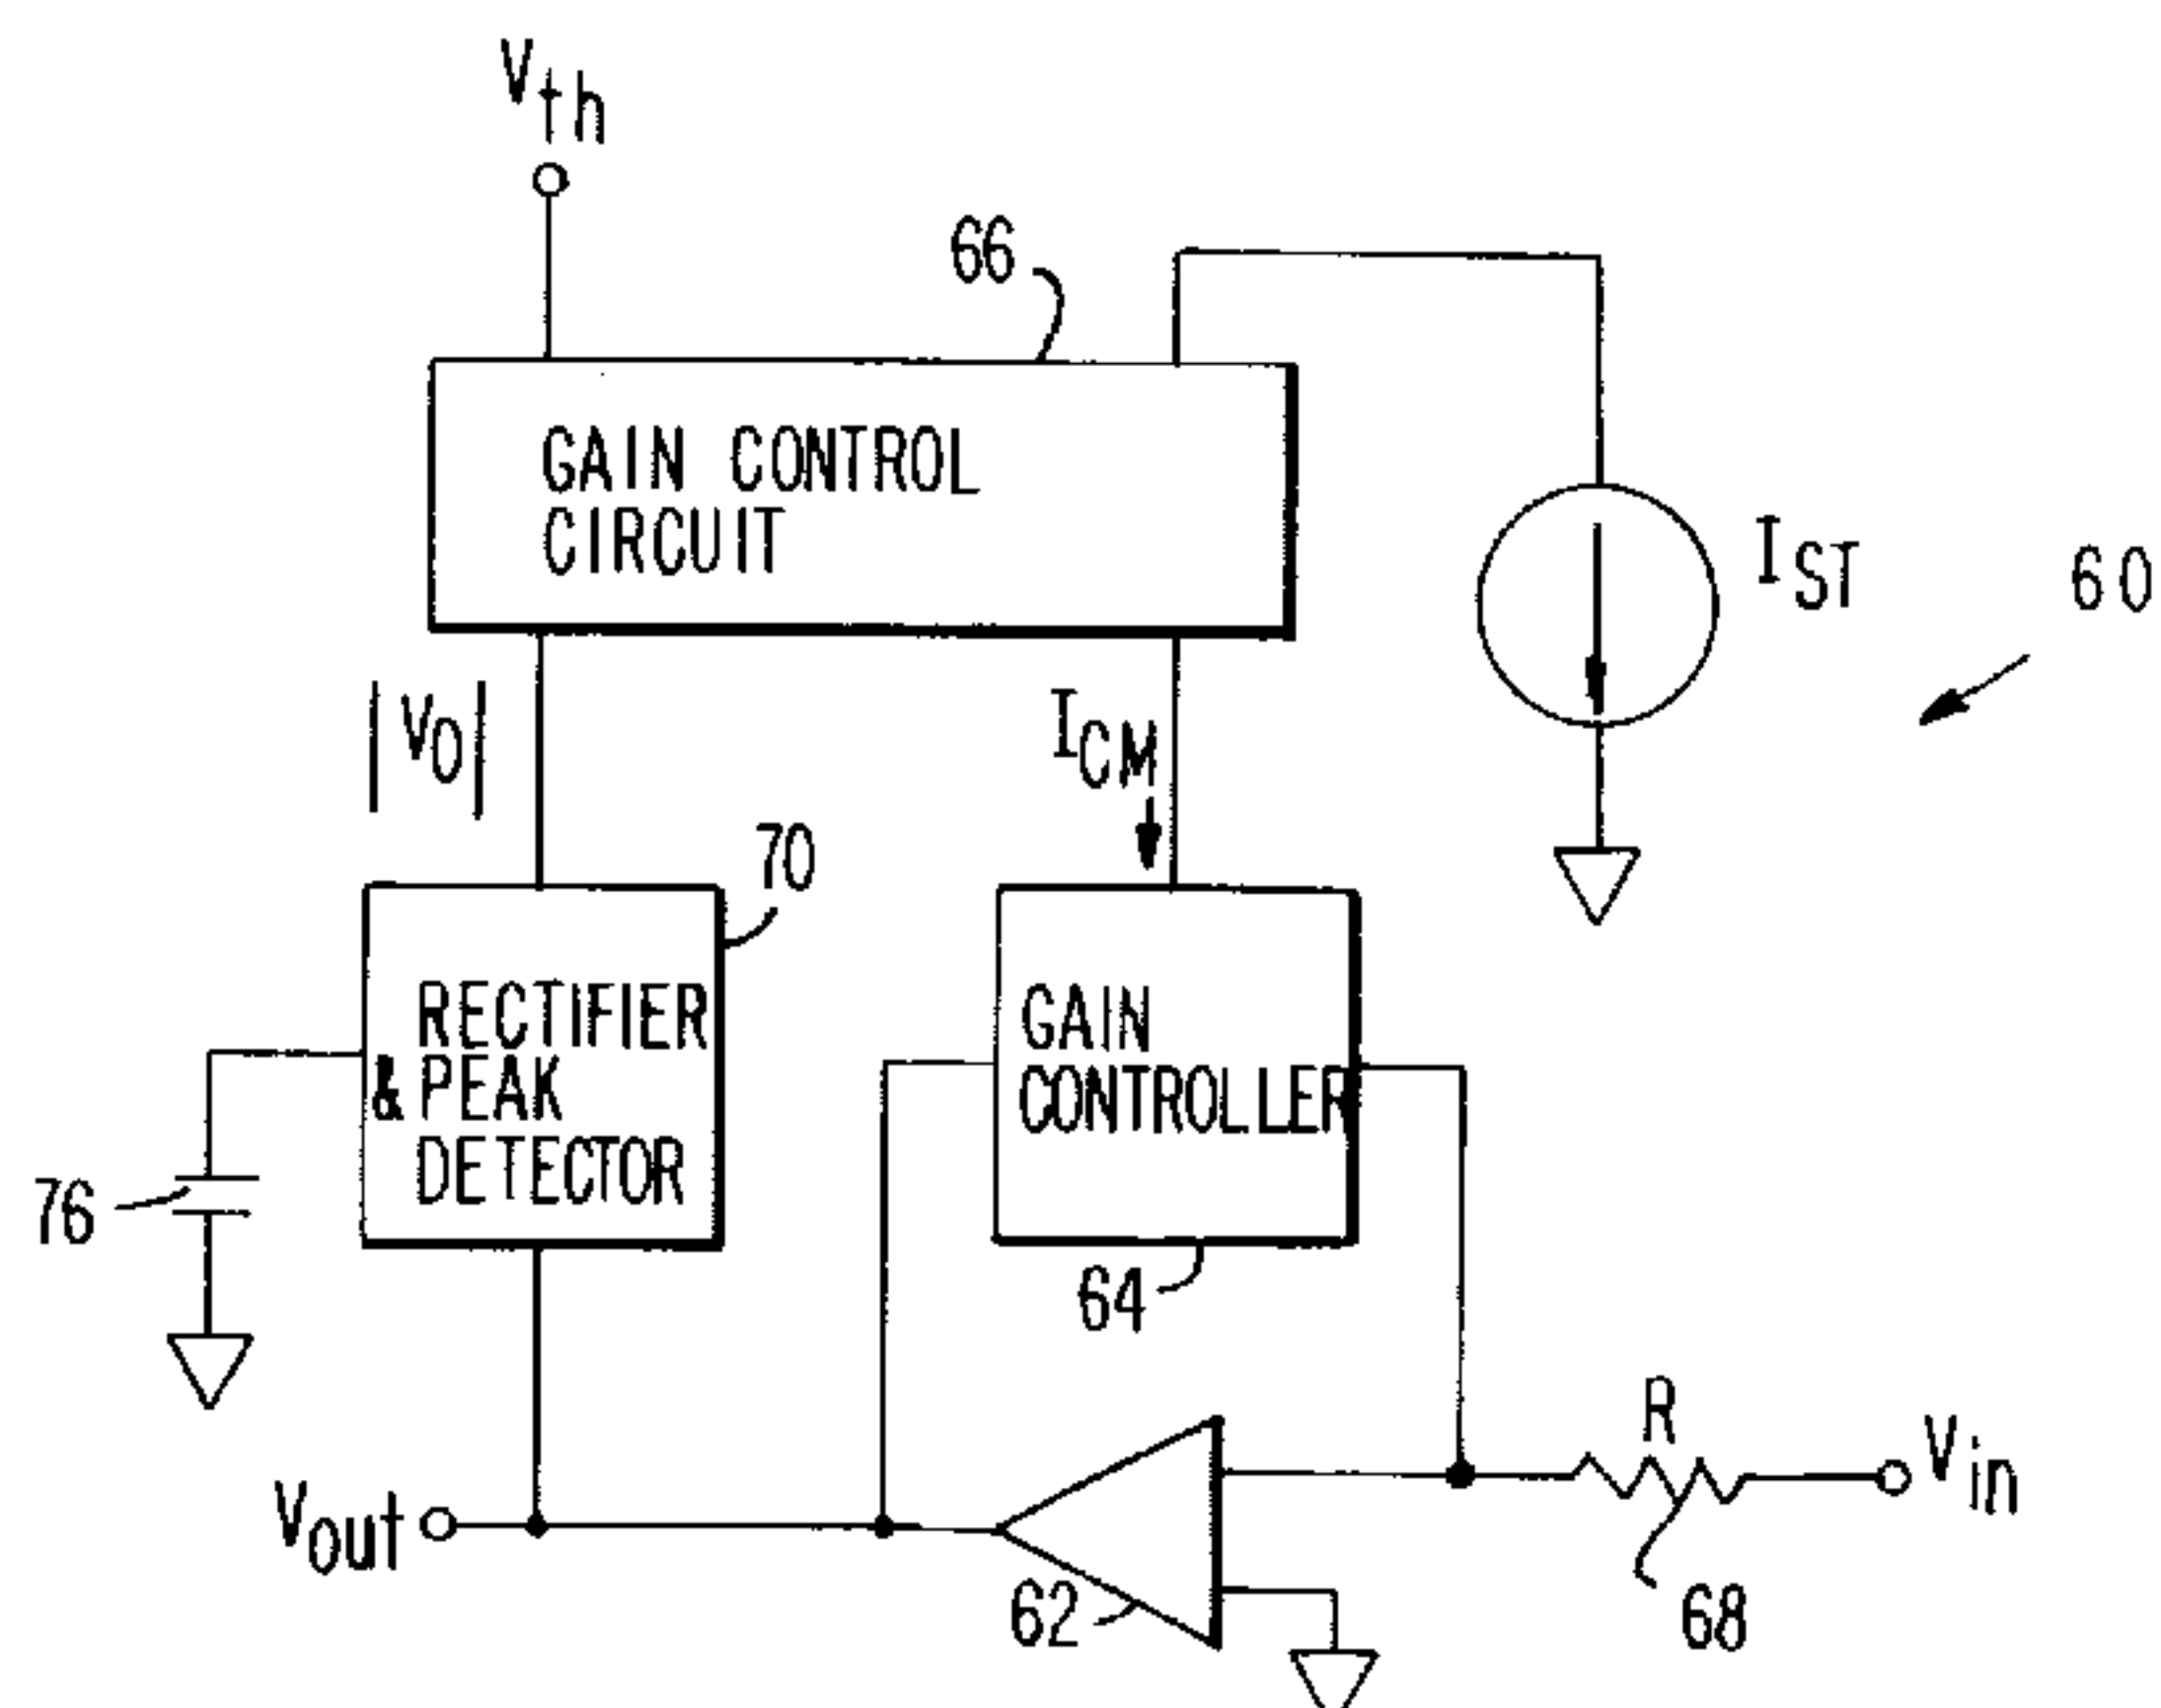 Vth
66
GAIN CONTROL
CIRCUIT
IST
60
|VO|
ICM
70
RECTIFIER
& PEAK
DETECTOR
GAIN
CONTROLLER
76
64
R
Vin
Vout
62
68